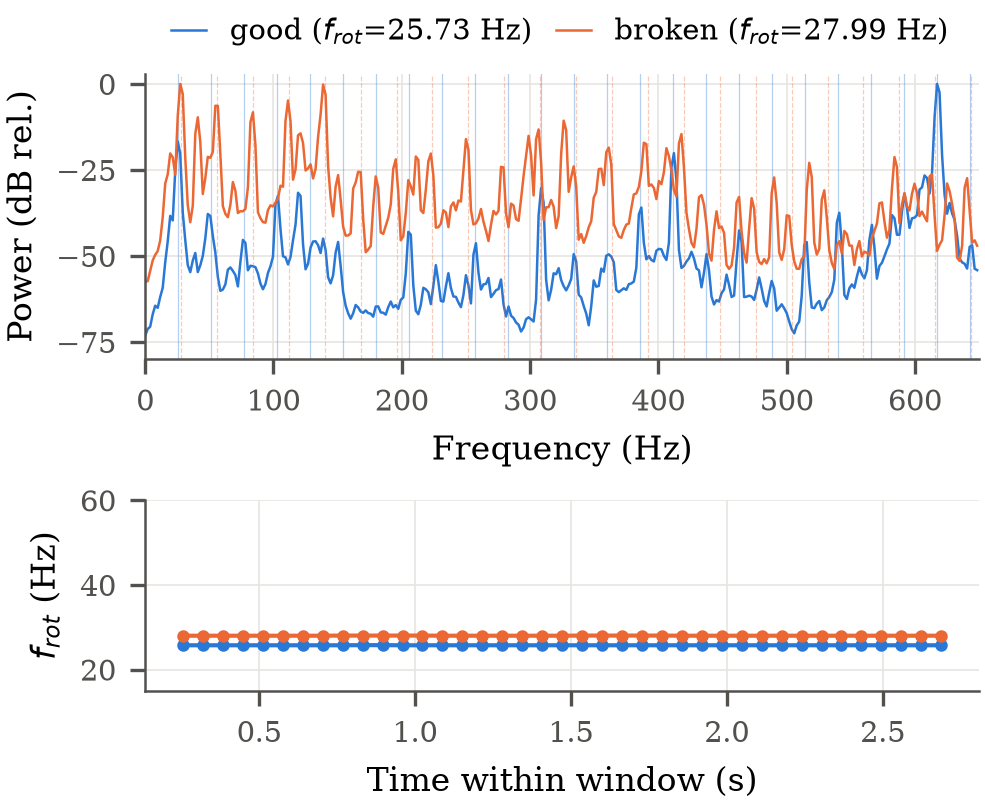 good (f_rot=25.73 Hz) broken (f_rot=27.99 Hz)
0
−25
−50
−75
Power (dB rel.)
0 100 200 300 400 500 600
Frequency (Hz)
60
40
20
f_rot (Hz)
0.5 1.0 1.5 2.0 2.5
Time within window (s)